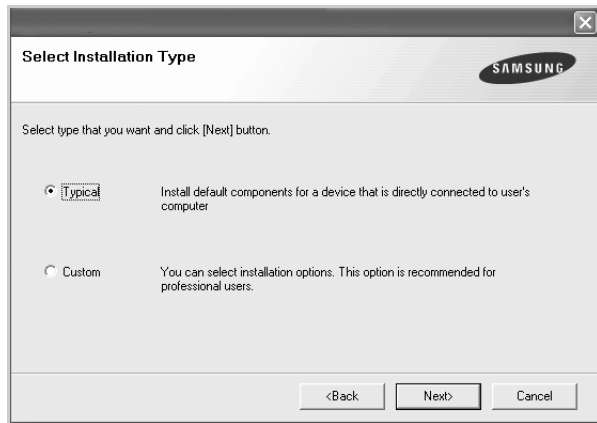 Select Installation Type
SAMSUNG
Select type that you want and click [Next] button.
Typical
Install default components for a device that is directly connected to user's
computer
Custom
You can select installation options. This option is recommended for
professional users.
<Back
Next>
Cancel